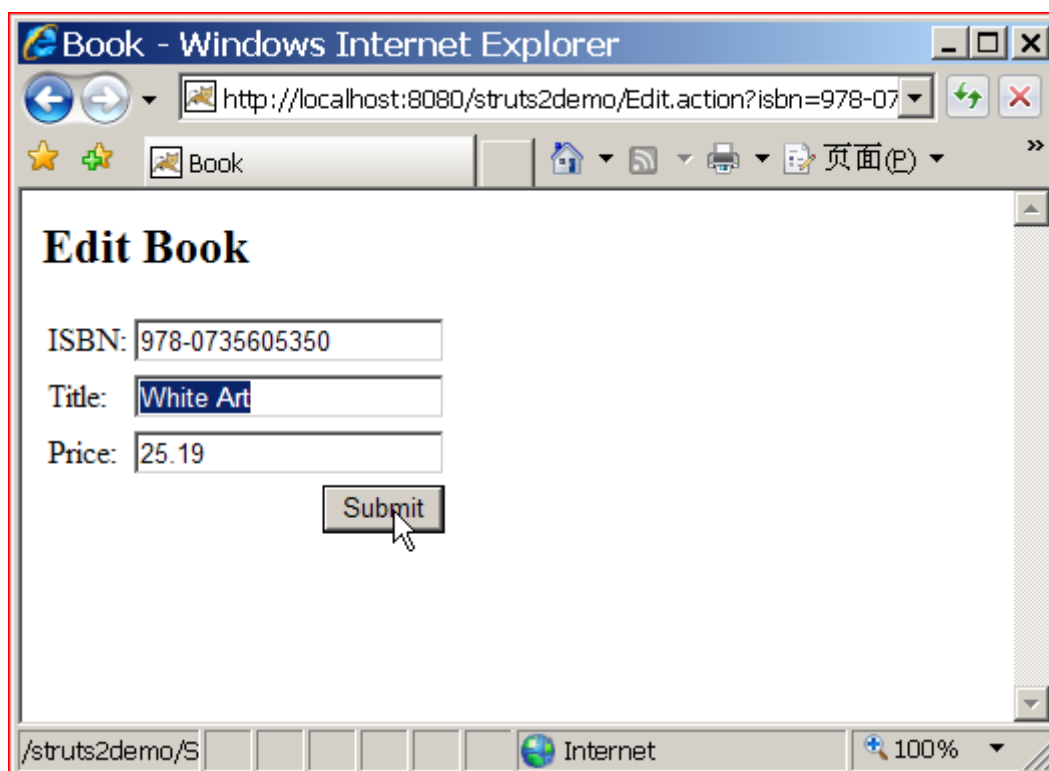 Book - Windows Internet Explorer
http://localhost:8080/struts2demo/Edit.action?isbn=978-07
Book
页面(P)
»
Edit Book
ISBN: 978-0735605350
Title: White Art
Price: 25.19
Submit
/struts2demo/S Internet 100%